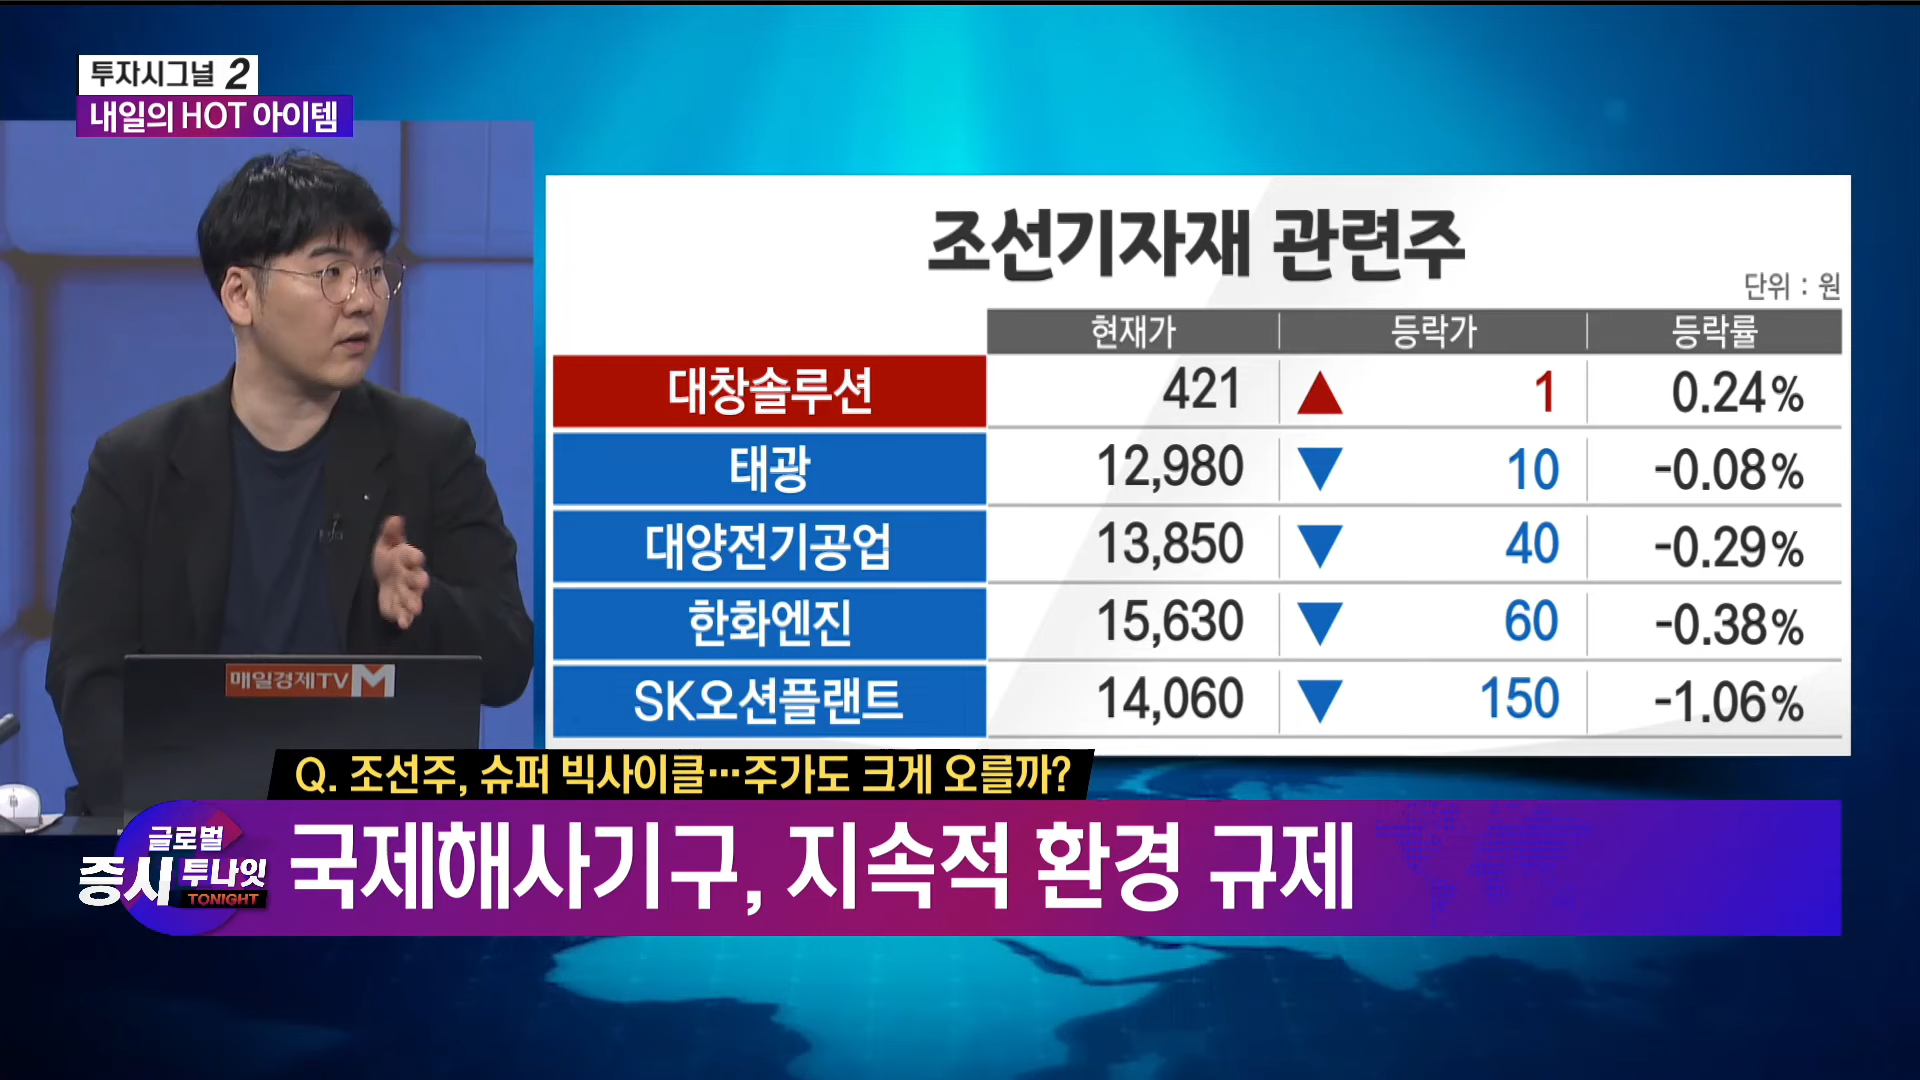 투자시그널 2
내일의 HOT 아이템
조선기자재 관련주
단위 : 원
현재가 등락가 등락률
대창솔루션 421 ▲ 1 0.24%
태광 12,980 ▼ 10 -0.08%
대양전기공업 13,850 ▼ 40 -0.29%
한화엔진 15,630 ▼ 60 -0.38%
SK오션플랜트 14,060 ▼ 150 -1.06%
매일경제TV M
Q. 조선주, 슈퍼 빅사이클…주가도 크게 오를까?
글로벌
증시 투나잇
TONIGHT
국제해사기구, 지속적 환경 규제